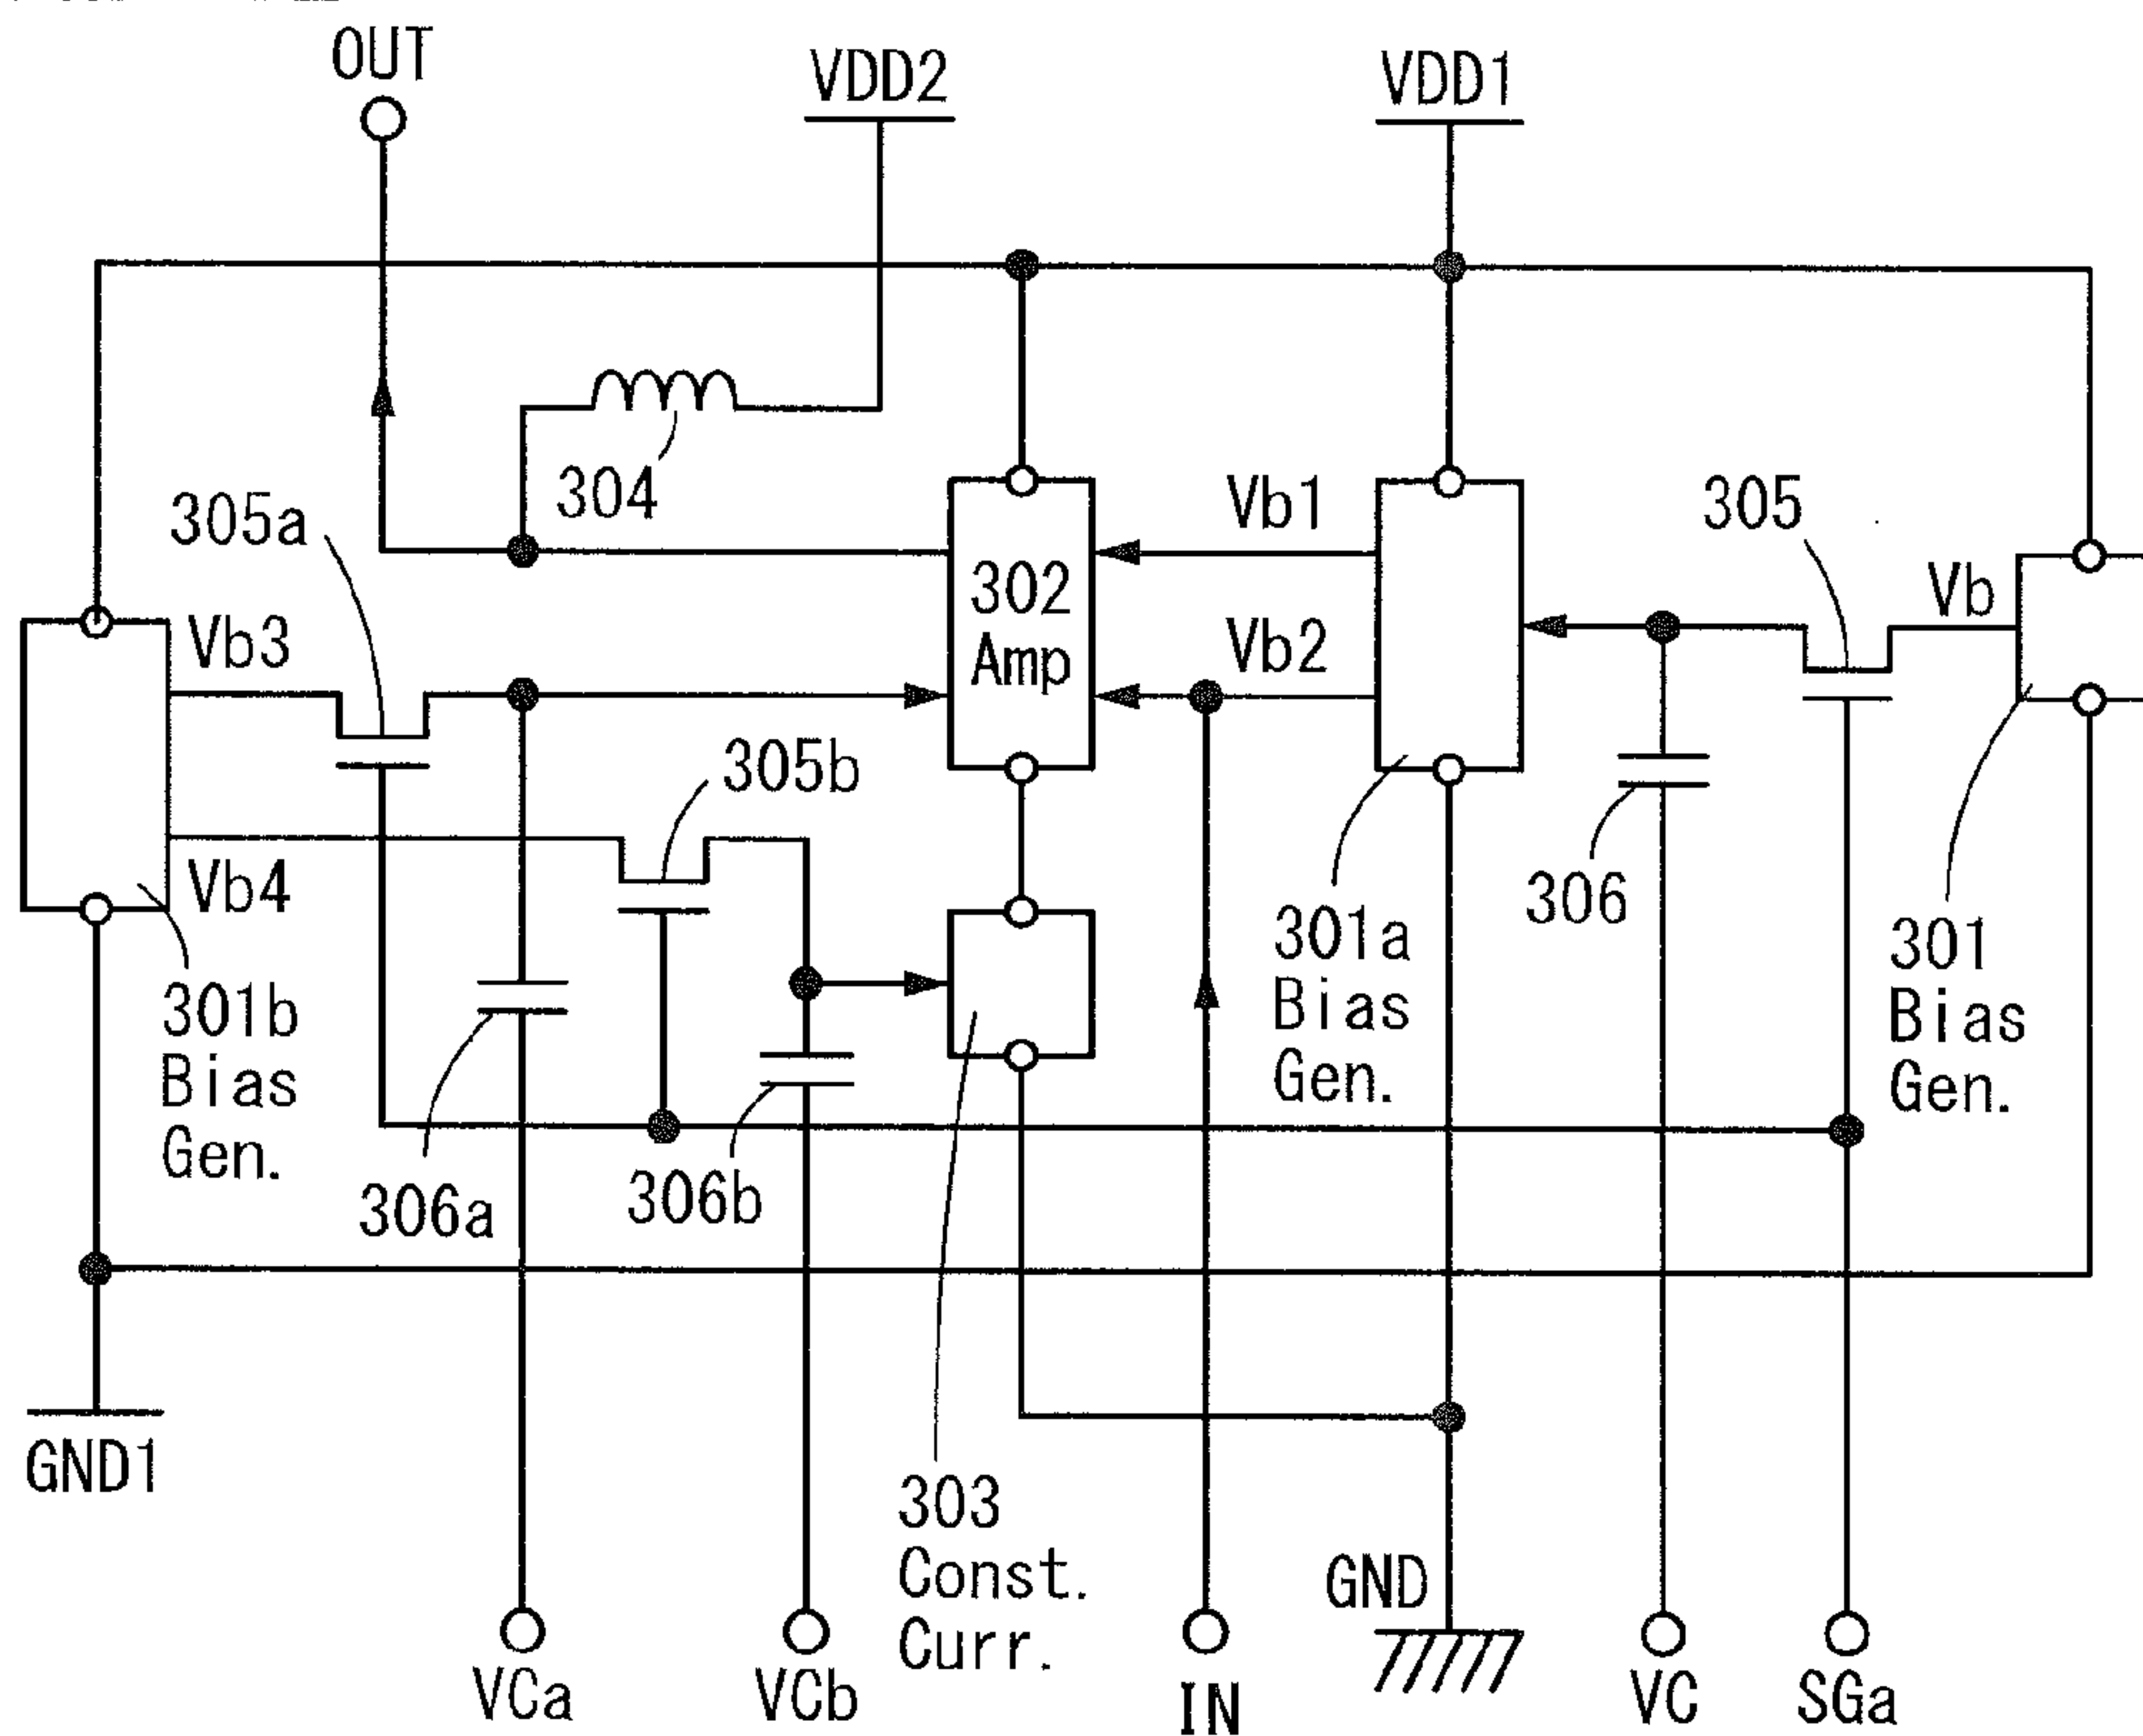 OUT
VDD2
VDD1
305a
304
Vb1
305
302
Amp
Vb
Vb3
Vb2
305b
Vb4
306
301a
Bias
Gen.
301
Bias
Gen.
301b
Bias
Gen.
306a
306b
GND1
303
Const.
Curr.
GND
VCa
VCb
IN
VC
SGa